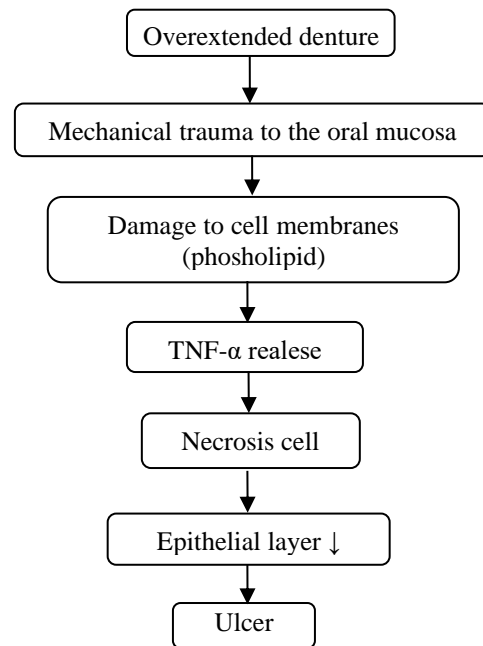 Overextended denture
Mechanical trauma to the oral mucosa
Damage to cell membranes
(phosholipid)
TNF-α realese
Necrosis cell
Epithelial layer ↓
Ulcer